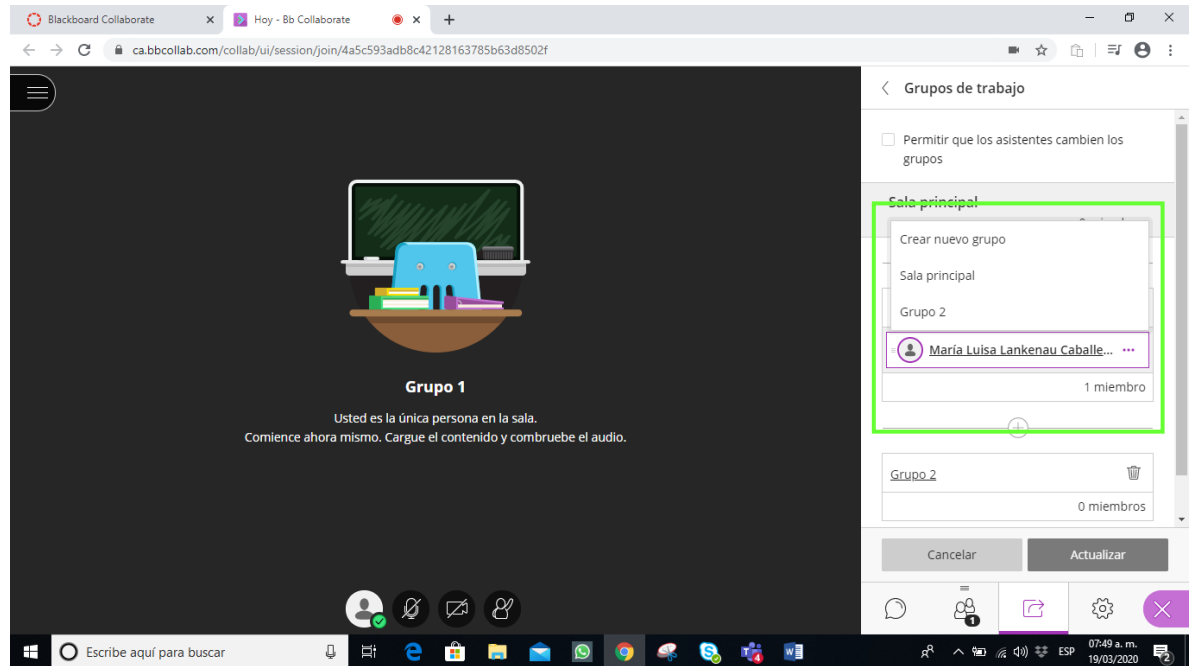 Blackboard Collaborate
Hoy - Bb Collaborate
ca.bbcollab.com/collab/ui/session/join/4a5c593adb8c42128163785b63d8502f
Grupos de trabajo
Permitir que los asistentes cambien los
grupos
Sala principal
Crear nuevo grupo
Sala principal
Grupo 2
María Luisa Lankenau Caballe...
1 miembro
Grupo 1
Usted es la única persona en la sala.
Comience ahora mismo. Cargue el contenido y combruebe el audio.
Grupo 2
0 miembros
Cancelar
Actualizar
1
Escribe aquí para buscar
ESP
07:49 a. m.
19/03/2020
2